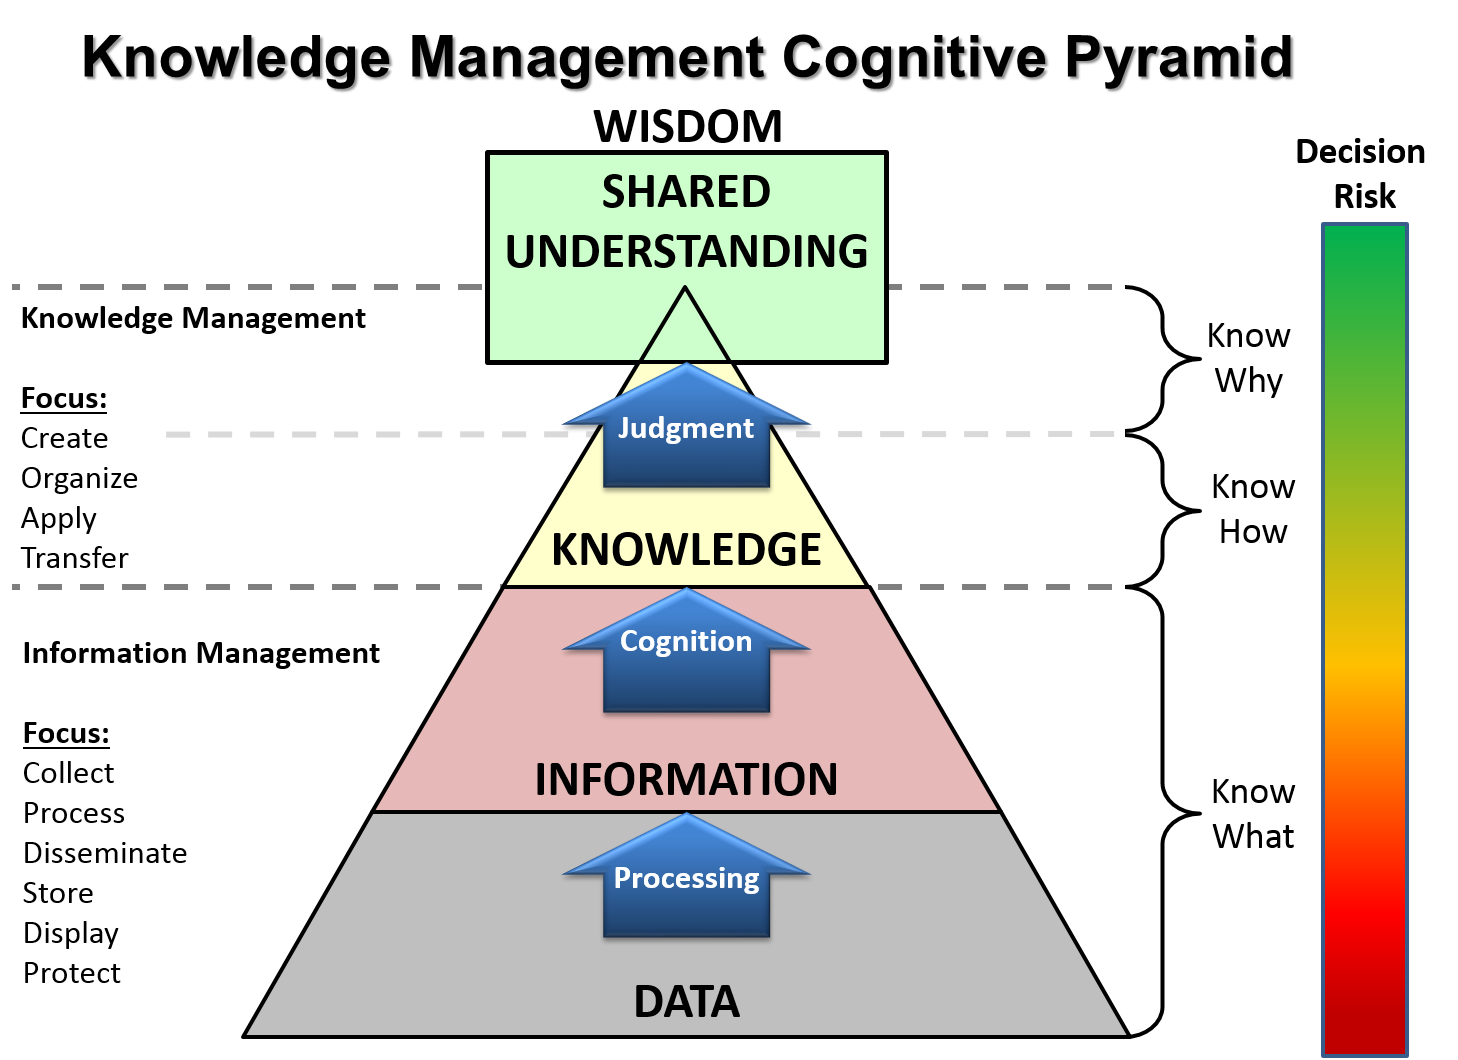 Knowledge Management Cognitive Pyramid
WISDOM
SHARED
UNDERSTANDING
Decision
Risk
Knowledge Management
Focus:
Create
Organize
Apply
Transfer
Judgment
KNOWLEDGE
Know
Why
Know
How
Information Management
Focus:
Collect
Process
Disseminate
Store
Display
Protect
Cognition
INFORMATION
Processing
DATA
Know
What